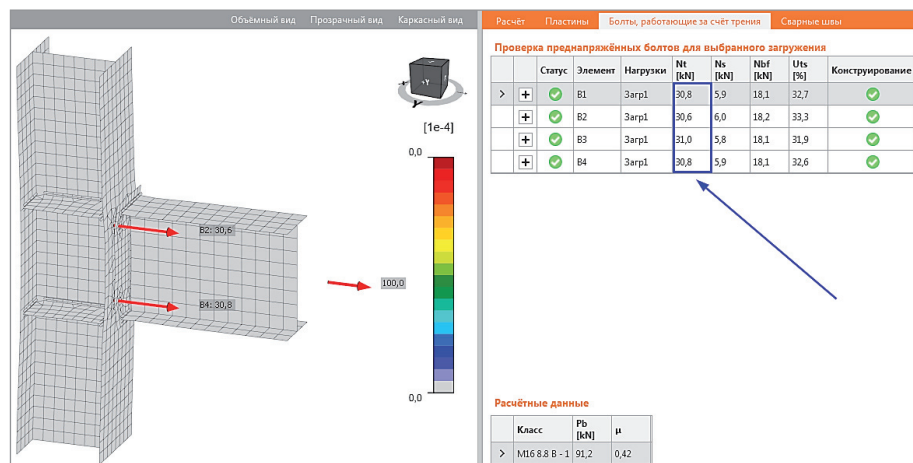 Объёмный вид Прозрачный вид Каркасный вид
Расчёт Пластины Болты, работающие за счёт трения Сварные швы
Проверка преднапряжённых болтов для выбранного загружения
Статус Элемент Нагрузки Nt [kN] Ns [kN] Nbf [kN] Uts [%] Конструирование
> + B1 Загр1 30,8 5,9 18,1 32,7
+ B2 Загр1 30,6 6,0 18,2 33,3
+ B3 Загр1 31,0 5,8 18,1 31,9
+ B4 Загр1 30,8 5,9 18,1 32,6
+Y
[1e-4]
0,0
B2: 30,6
100,0
B4: 30,8
0,0
Расчётные данные
Класс Pb [kN] μ
> M16 8.8 B - 1 91,2 0,42